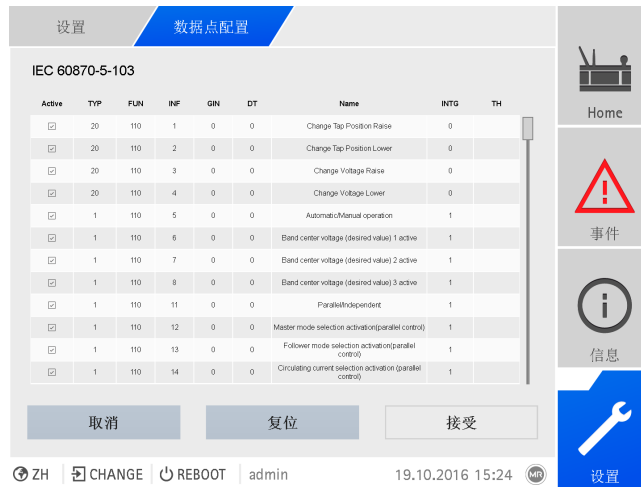 设置
数据点配置
IEC 60870-5-103
Active TYP FUN INF GIN DT Name INTG TH
20 110 1 0 0 Change Tap Position Raise 0
20 110 2 0 0 Change Tap Position Lower 0
20 110 3 0 0 Change Voltage Raise 0
20 110 4 0 0 Change Voltage Lower 0
1 110 5 0 0 Automatic/Manual operation 1
1 110 6 0 0 Band center voltage (desired value) 1 active 1
1 110 7 0 0 Band center voltage (desired value) 2 active 1
1 110 8 0 0 Band center voltage (desired value) 3 active 1
1 110 11 0 0 Parallel/Independent 1
1 110 12 0 0 Master mode selection activation(parallel control) 1
1 110 13 0 0 Follower mode selection activation(parallel
control) 1
1 110 14 0 0 Circulating current selection activation (parallel
control) 1
取消
复位
接受
ZH CHANGE REBOOT admin 19.10.2016 15:24 MR
Home
事件
信息
设置